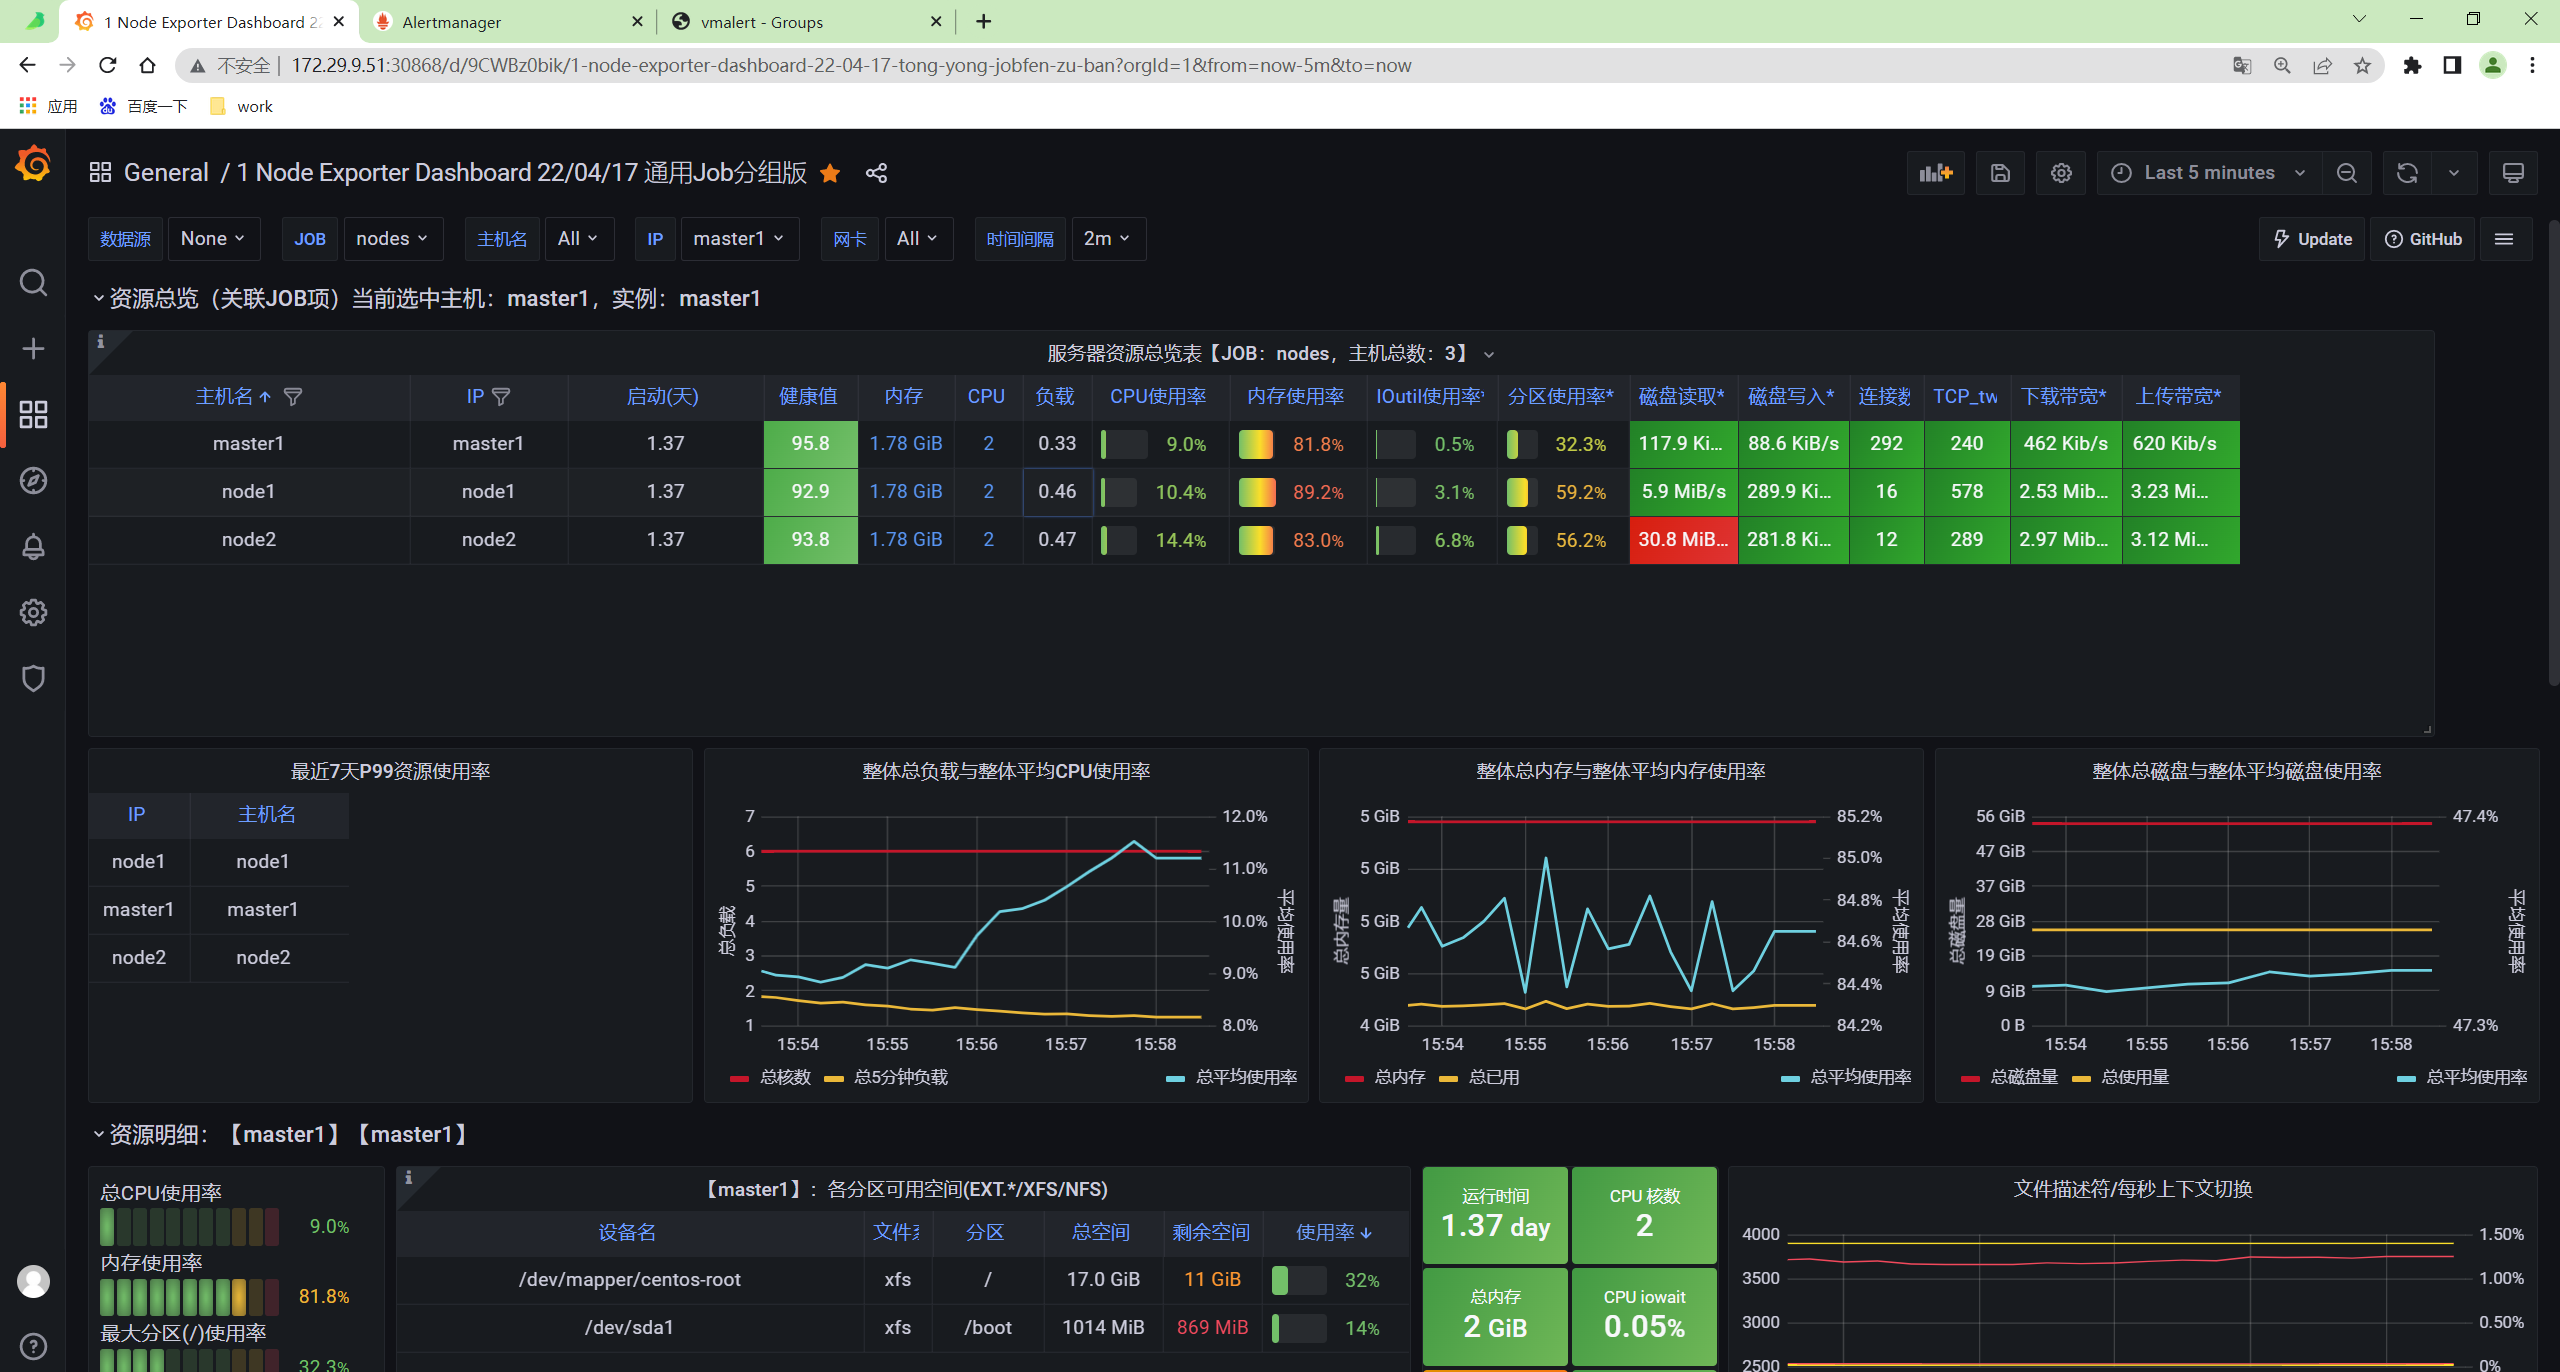 1 Node Exporter Dashboard 22
Alertmanager
vmalert - Groups
不安全
172.29.9.51:30868/d/9CWBz0bik/1-node-exporter-dashboard-22-04-17-tong-yong-jobfen-zu-ban?orgId=1&from=now-5m&to=now
应用 百度一下 work
General / 1 Node Exporter Dashboard 22/04/17 通用Job分组版
Last 5 minutes
数据源 None JOB nodes 主机名 All IP master1 网卡 All 时间间隔 2m
Update GitHub
资源总览（关联JOB项）当前选中主机：master1，实例：master1
服务器资源总览表【JOB：nodes，主机总数：3】
主机名 IP 启动(天) 健康值 内存 CPU 负载 CPU使用率 内存使用率 IOutil使用率* 分区使用率* 磁盘读取* 磁盘写入* 连接数 TCP_tw 下载带宽* 上传带宽*
master1 master1 1.37 95.8 1.78 GiB 2 0.33 9.0% 81.8% 0.5% 32.3% 117.9 Ki... 88.6 KiB/s 292 240 462 Kib/s 620 Kib/s
node1 node1 1.37 92.9 1.78 GiB 2 0.46 10.4% 89.2% 3.1% 59.2% 5.9 MiB/s 289.9 Ki... 16 578 2.53 Mib... 3.23 Mi...
node2 node2 1.37 93.8 1.78 GiB 2 0.47 14.4% 83.0% 6.8% 56.2% 30.8 MiB... 281.8 Ki... 12 289 2.97 Mib... 3.12 Mi...
最近7天P99资源使用率
IP 主机名
node1 node1
master1 master1
node2 node2
整体总负载与整体平均CPU使用率
7 12.0%
6
11.0%
5
4 10.0%
3
9.0%
2
1 8.0%
总负载
平均使用率
15:54 15:55 15:56 15:57 15:58
总核数 总5分钟负载 总平均使用率
整体总内存与整体平均内存使用率
5 GiB 85.2%
85.0%
5 GiB
84.8%
5 GiB
84.6%
5 GiB
84.4%
4 GiB 84.2%
总内存量
平均使用率
15:54 15:55 15:56 15:57 15:58
总内存 总已用 总平均使用率
整体总磁盘与整体平均磁盘使用率
56 GiB 47.4%
47 GiB
37 GiB
28 GiB
19 GiB
9 GiB
0 B 47.3%
总磁盘量
平均使用率
15:54 15:55 15:56 15:57 15:58
总磁盘量 总使用量 总平均使用率
资源明细：【master1】【master1】
总CPU使用率
9.0%
内存使用率
81.8%
最大分区(/)使用率
32.3%
【master1】：各分区可用空间(EXT.*/XFS/NFS)
设备名 文件系 分区 总空间 剩余空间 使用率
/dev/mapper/centos-root xfs / 17.0 GiB 11 GiB 32%
/dev/sda1 xfs /boot 1014 MiB 869 MiB 14%
运行时间
1.37 day
CPU 核数
2
总内存
2 GiB
CPU iowait
0.05%
文件描述符/每秒上下文切换
4000 1.50%
3500 1.00%
3000 0.50%
2500 0%